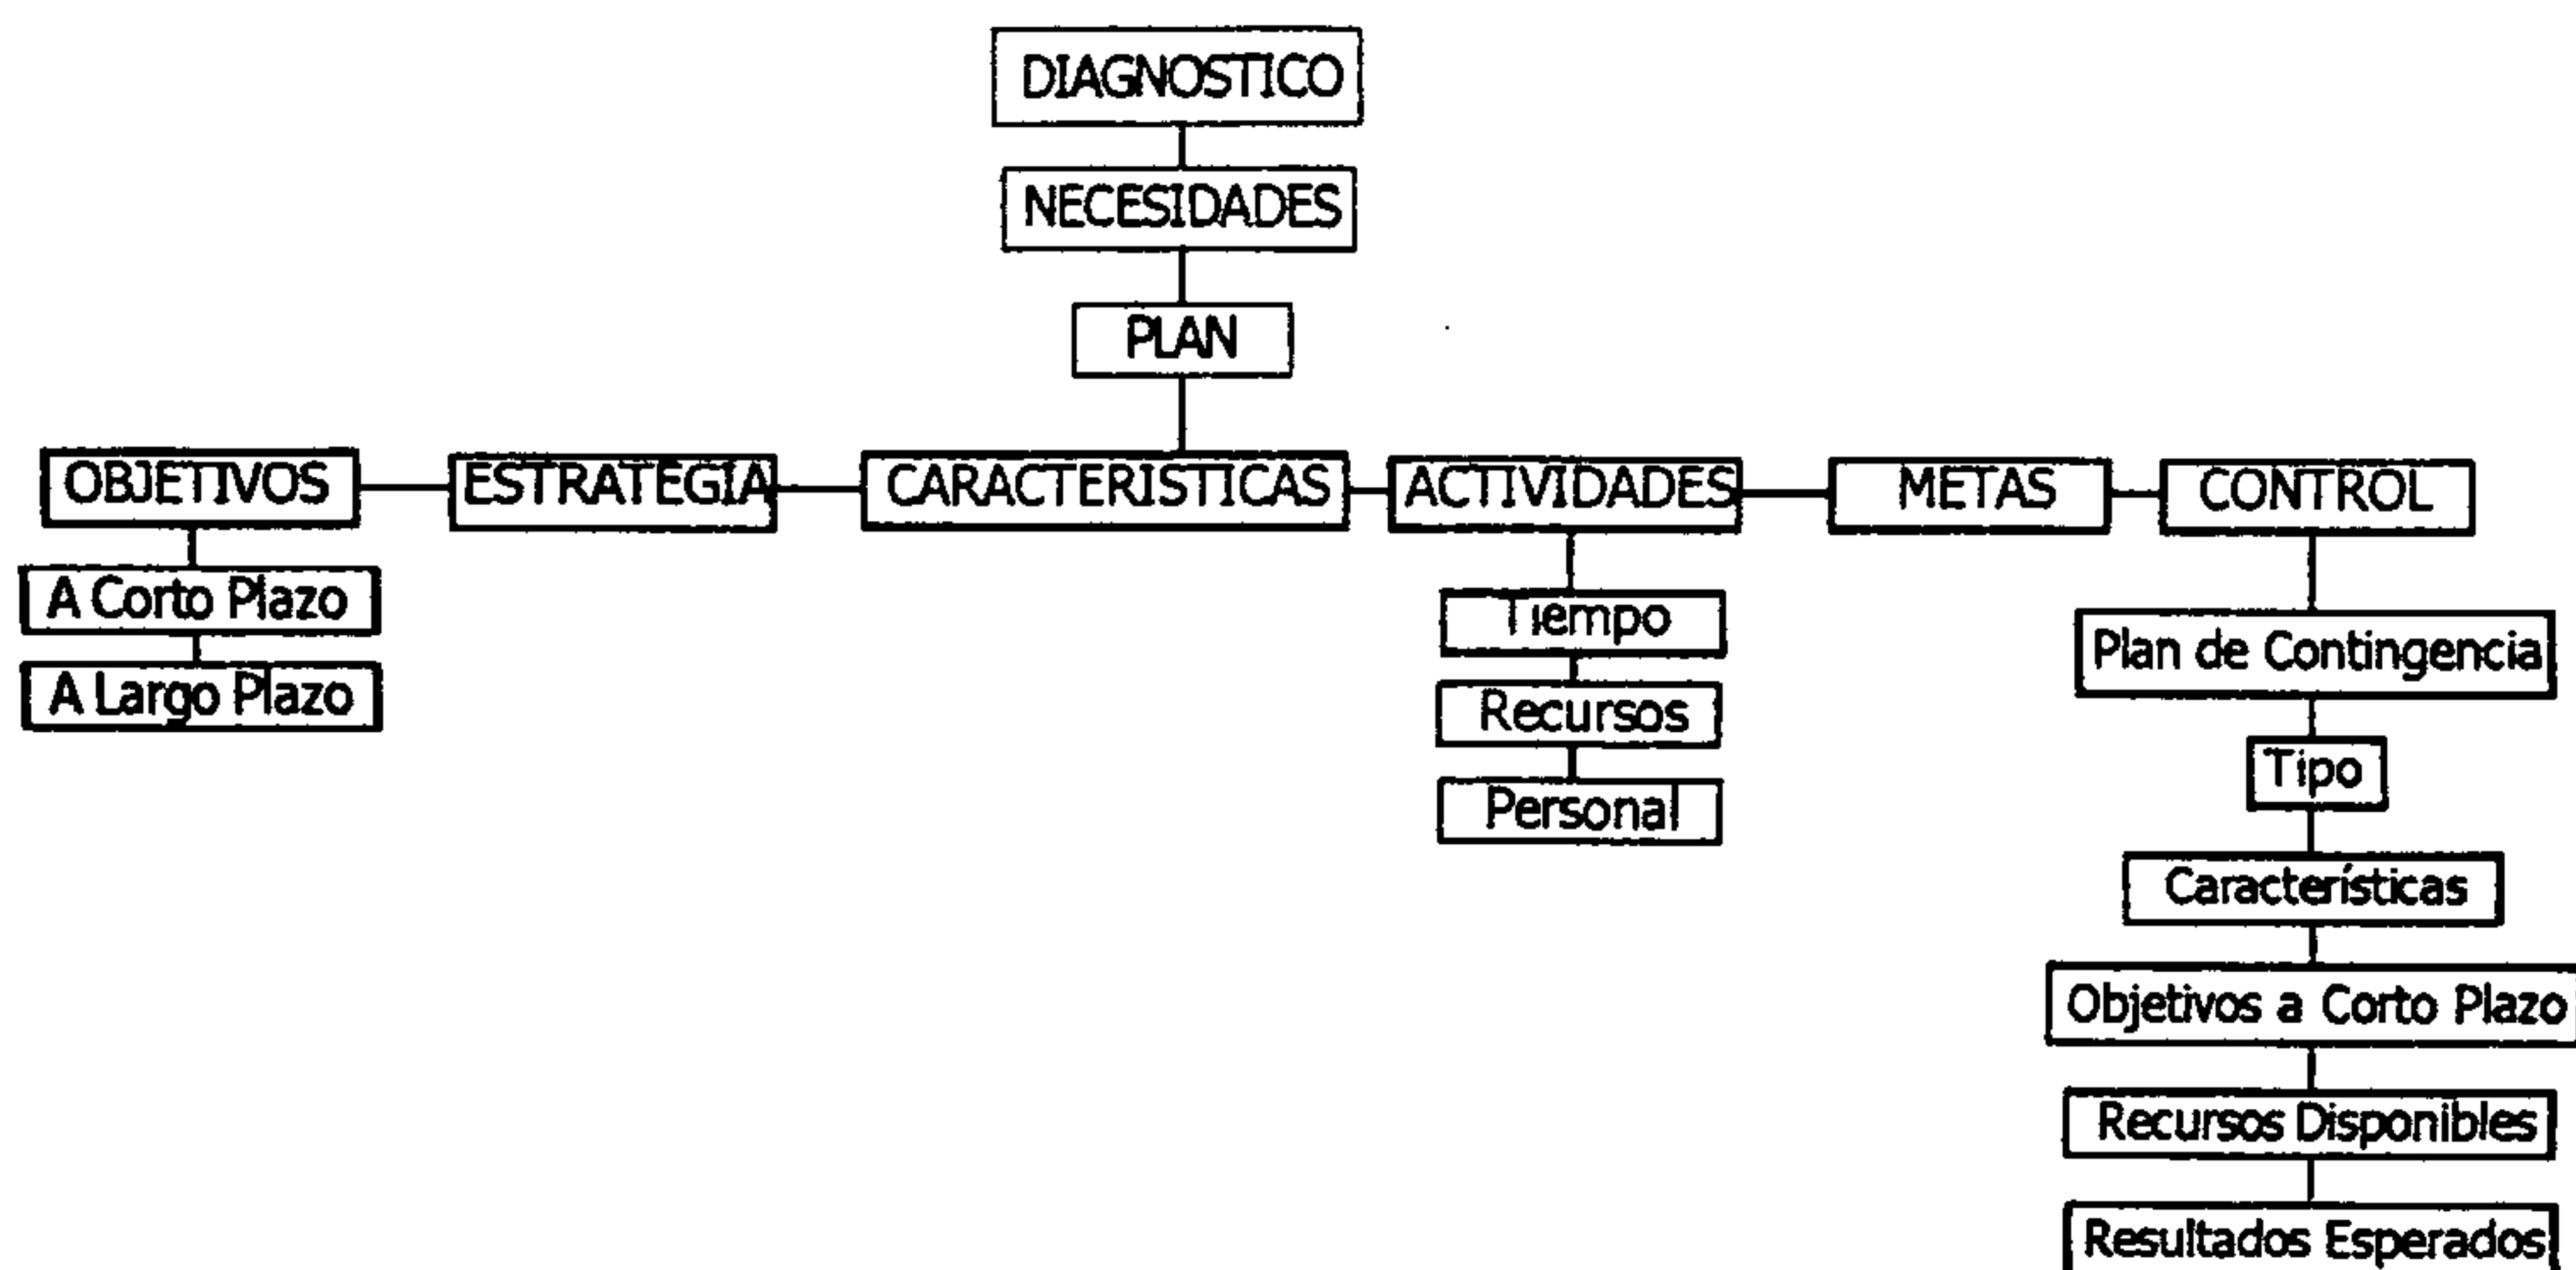 DIAGNOSTICO
NECESIDADES
PLAN
OBJETIVOS
ESTRATEGIA
CARACTERISTICAS
ACTIVIDADES
METAS
CONTROL
A Corto Plazo
A Largo Plazo
Tiempo
Recursos
Personal
Plan de Contingencia
Tipo
Características
Objetivos a Corto Plazo
Recursos Disponibles
Resultados Esperados